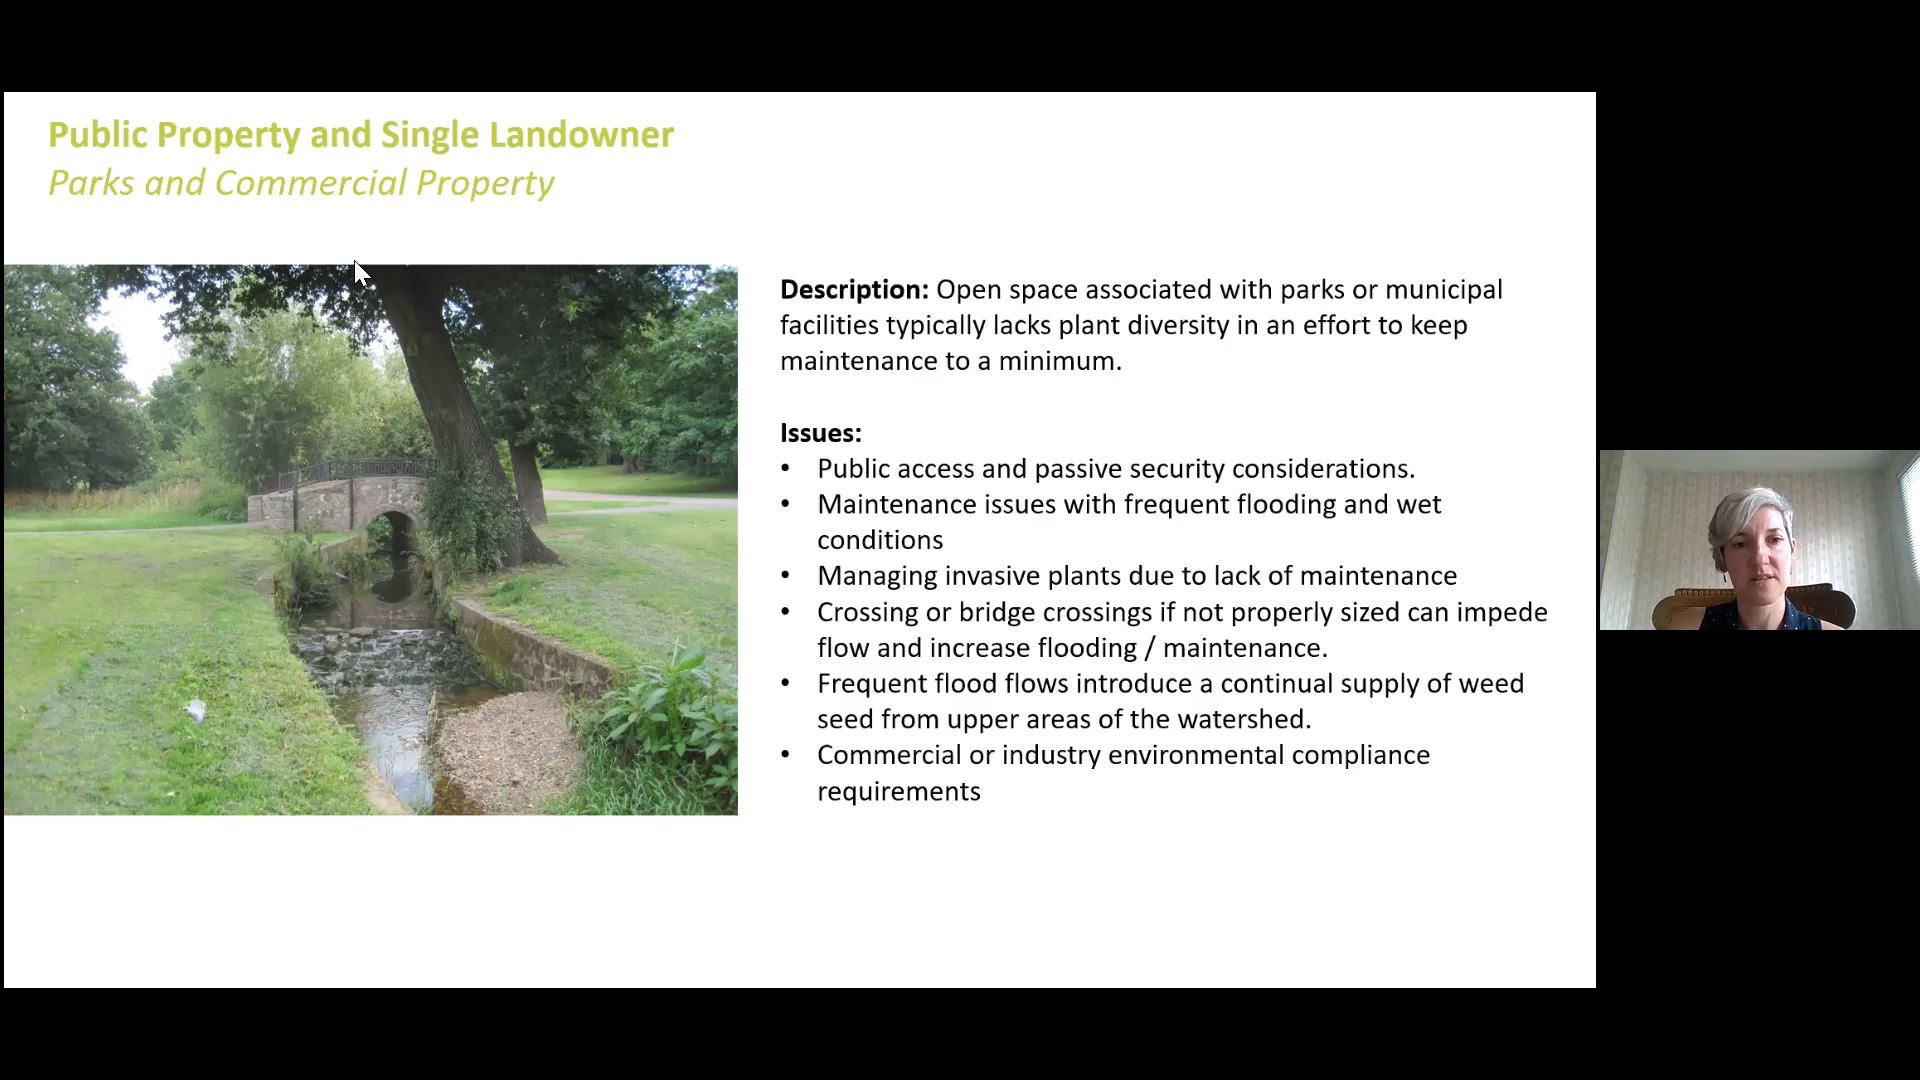 Public Property and Single Landowner
Parks and Commercial Property
Description: Open space associated with parks or municipal
facilities typically lacks plant diversity in an effort to keep
maintenance to a minimum.
Issues:
• Public access and passive security considerations.
• Maintenance issues with frequent flooding and wet
conditions
• Managing invasive plants due to lack of maintenance
• Crossing or bridge crossings if not properly sized can impede
flow and increase flooding / maintenance.
• Frequent flood flows introduce a continual supply of weed
seed from upper areas of the watershed.
• Commercial or industry environmental compliance
requirements